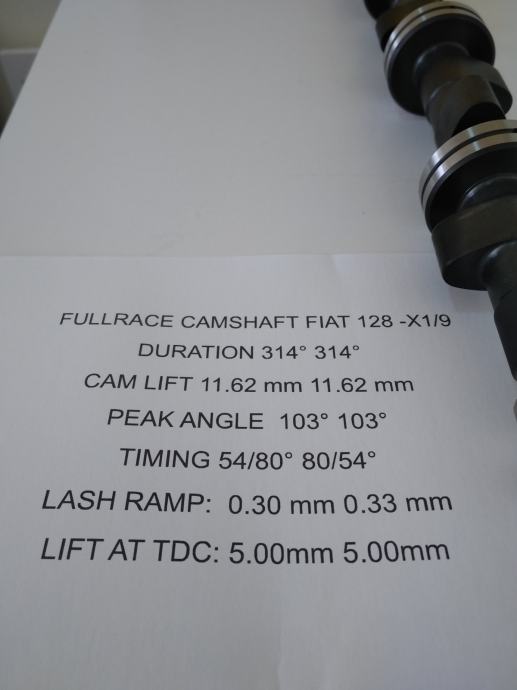 FULLRACE CAMSHAFT FIAT 128 -X1/9
DURATION 314° 314°
CAM LIFT 11.62 mm 11.62 mm
PEAK ANGLE 103° 103°
TIMING 54/80° 80/54°
LASH RAMP: 0.30 mm 0.33 mm
LIFT AT TDC: 5.00mm 5.00mm